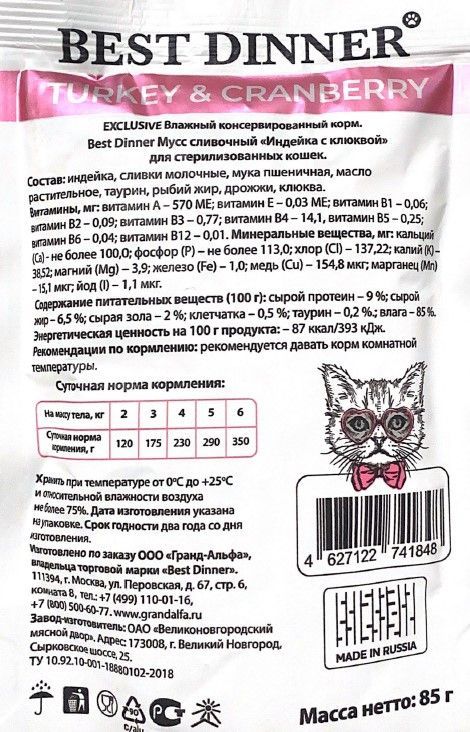 BEST DINNER®
TURKEY & CRANBERRY
EXCLUSIVE Влажный консервированный корм.
Best Dinner Мусс сливочный «Индейка с клюквой»
для стерилизованных кошек.
Состав: индейка, сливки молочные, мука пшеничная, масло
растительное, таурин, рыбий жир, дрожжи, клюква.
Витамины, мг: витамин А – 570 МЕ; витамин Е – 0,03 МЕ; витамин В1 – 0,06;
витамин В2 – 0,09; витамин В3 – 0,77; витамин В4 – 14,1, витамин В5 – 0,25;
витамин В6 – 0,04; витамин В12 – 0,01. Минеральные вещества, мг: кальций
(Ca) - не более 100,0; фосфор (P) – не более 113,0; хлор (Cl) – 137,22; калий (K) –
38,52; магний (Mg) – 3,9; железо (Fe) – 1,0; медь (Cu) – 154,8 мкг; марганец (Mn)
– 15,1 мкг; йод (I) – 1,1 мкг.
Содержание питательных веществ (100 г): сырой протеин – 9 %; сырой
жир – 6,5 %; сырая зола – 2 %; клетчатка – 0,5 %; таурин – 0,2 %.; влага – 85 %.
Энергетическая ценность на 100 г продукта: – 87 ккал/393 кДж.
Рекомендации по кормлению: рекомендуется давать корм комнатной
температуры.
Суточная норма кормления:
На массу тела, кг 2 3 4 5 6
Суточная норма
кормления, г 120 175 230 290 350
Хранить при температуре от 0°С до +25°С
и относительной влажности воздуха
не более 75%. Дата изготовления указана
на упаковке. Срок годности два года со дня
изготовления.
Изготовлено по заказу ООО «Гранд-Альфа»,
владельца торговой марки «Best Dinner».
111394, г. Москва, ул. Перовская, д. 67, стр. 6,
комната 8, тел.: +7 (499) 110-01-16,
+7 (800) 500-60-77. www.grandalfa.ru
Завод-изготовитель: ОАО «Великоновгородский
мясной двор». Адрес: 173008, г. Великий Новгород,
Сырковское шоссе, 25.
ТУ 10.92.10-001-18880102-2018
4 627122 741848
MADE IN RUSSIA
90
c/alu
Масса нетто: 85 г